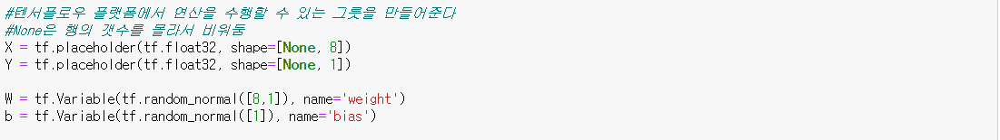 #텐서플로우 플랫폼에서 연산을 수행할 수 있는 그릇을 만들어준다
#None은 행의 갯수를 몰라서 비워둠
X = tf.placeholder(tf.float32, shape=[None, 8])
Y = tf.placeholder(tf.float32, shape=[None, 1])
W = tf.Variable(tf.random_normal([8,1]), name='weight')
b = tf.Variable(tf.random_normal([1]), name='bias')